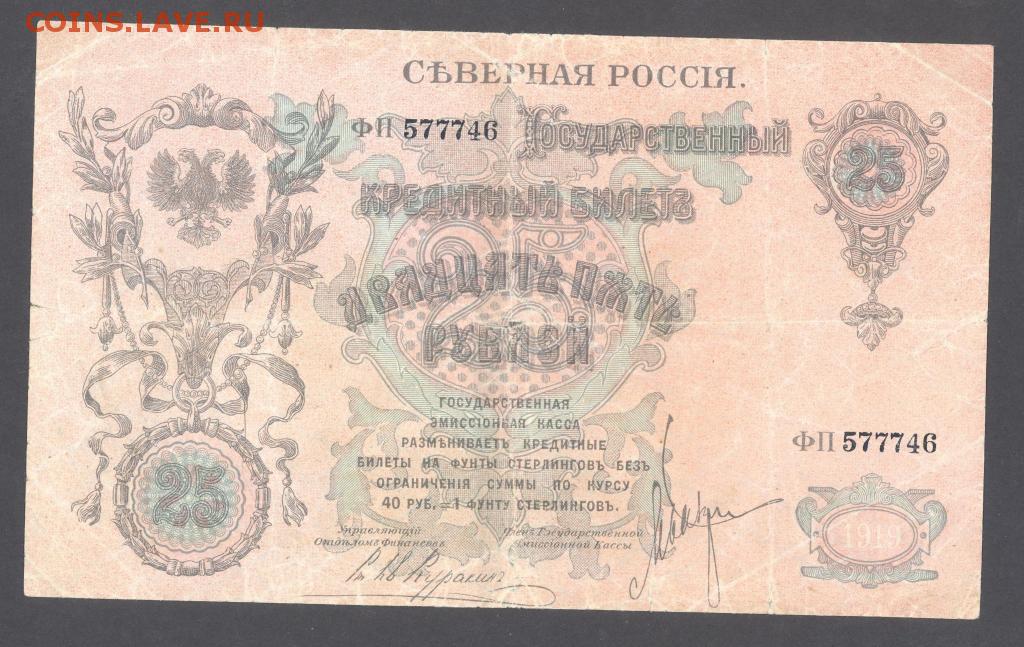 COINS.LAVE.RU
СѢВЕРНАЯ РОССІЯ.
ФП 577746 ГОСУДАРСТВЕННЫЙ
25
КРЕДИТНЫЙ БИЛЕТЪ
25
ДВАДЦАТЬ ПЯТЬ
РУБЛЕЙ
ГОСУДАРСТВЕННАЯ
ЭМИССІОННАЯ КАССА
РАЗМѢНИВАЕТЪ КРЕДИТНЫЕ
БИЛЕТЫ НА ФУНТЫ СТЕРЛИНГОВЪ БЕЗЪ
ОГРАНИЧЕНІЯ СУММЫ ПО КУРСУ
40 РУБ. =1 ФУНТУ СТЕРЛИНГОВЪ.
ФП 577746
25
Управляющій
Отдѣломъ Финансовъ
Членъ Государственной
Эмиссіонной Кассы
1919
Куракинъ